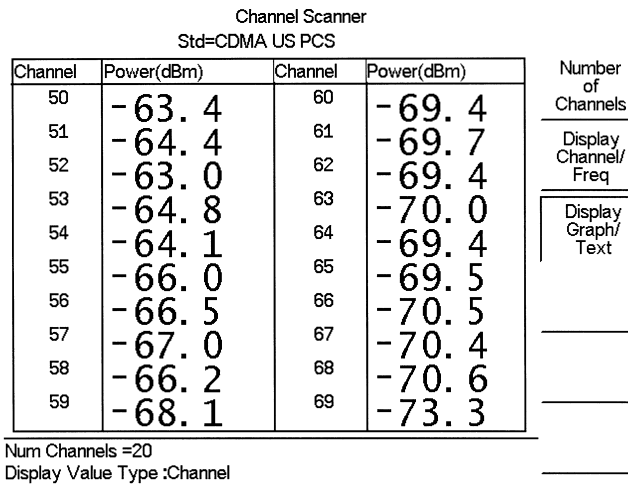 Channel Scanner
Std=CDMA US PCS
Channel Power(dBm) Channel Power(dBm)
50 -63.4 60 -69.4
51 -64.4 61 -69.7
52 -63.0 62 -69.4
53 -64.8 63 -70.0
54 -64.1 64 -69.4
55 -66.0 65 -69.5
56 -66.5 66 -70.5
57 -67.0 67 -70.4
58 -66.2 68 -70.6
59 -68.1 69 -73.3
Num Channels =20
Display Value Type :Channel
Number
of
Channels
Display
Channel/
Freq
Display
Graph/
Text